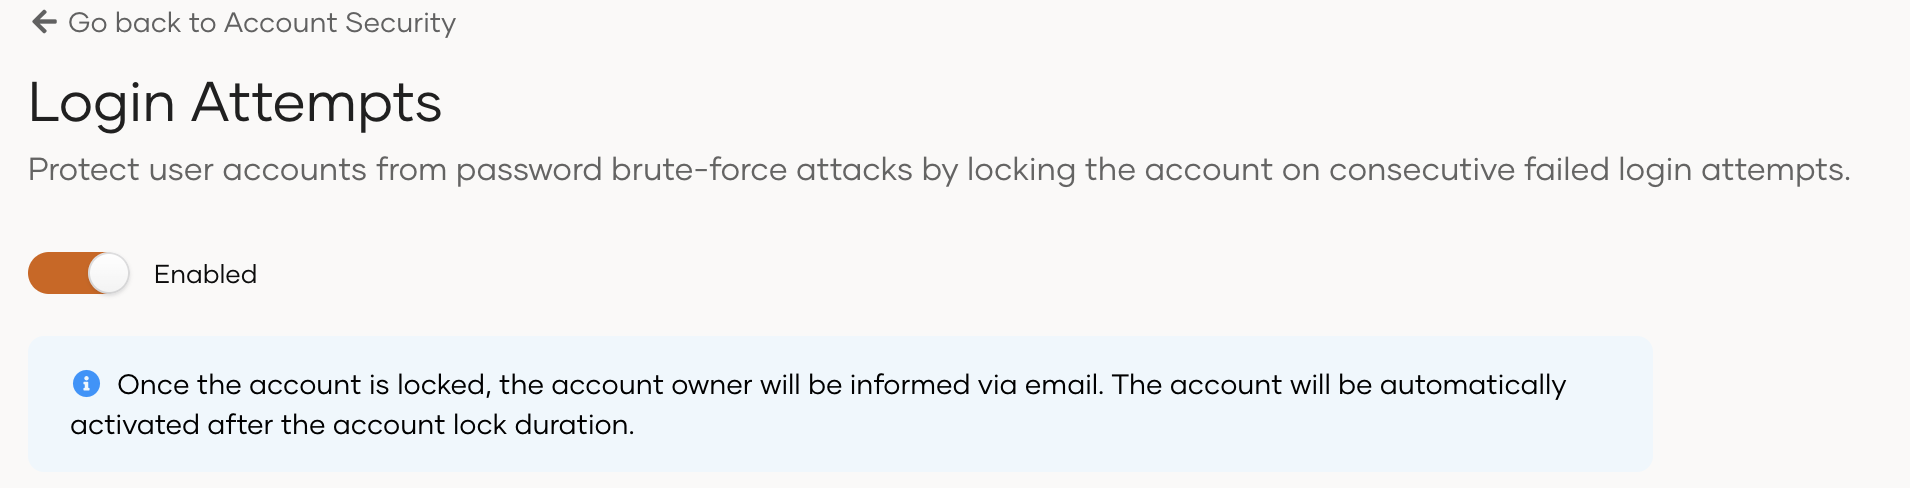 Go back to Account Security
Login Attempts
Protect user accounts from password brute-force attacks by locking the account on consecutive failed login attempts.
Enabled
Once the account is locked, the account owner will be informed via email. The account will be automatically
activated after the account lock duration.